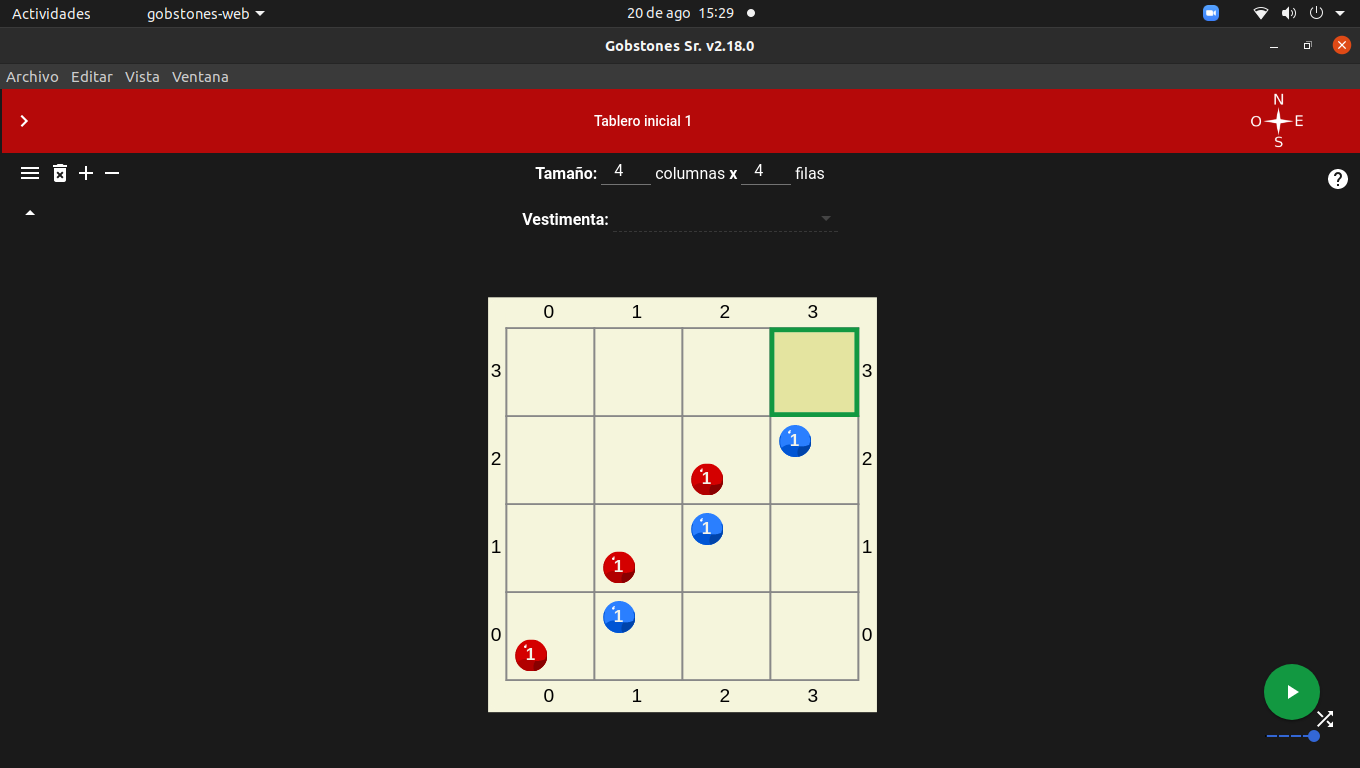 Actividades gobstones-web 20 de ago 15:29
Gobstones Sr. v2.18.0
Archivo Editar Vista Ventana
Tablero inicial 1
N
O E
S
Tamaño: 4 columnas x 4 filas
?
Vestimenta:
0 1 2 3
3 3
2 1 1 2
1 1 1 1
0 1 1 0
0 1 2 3